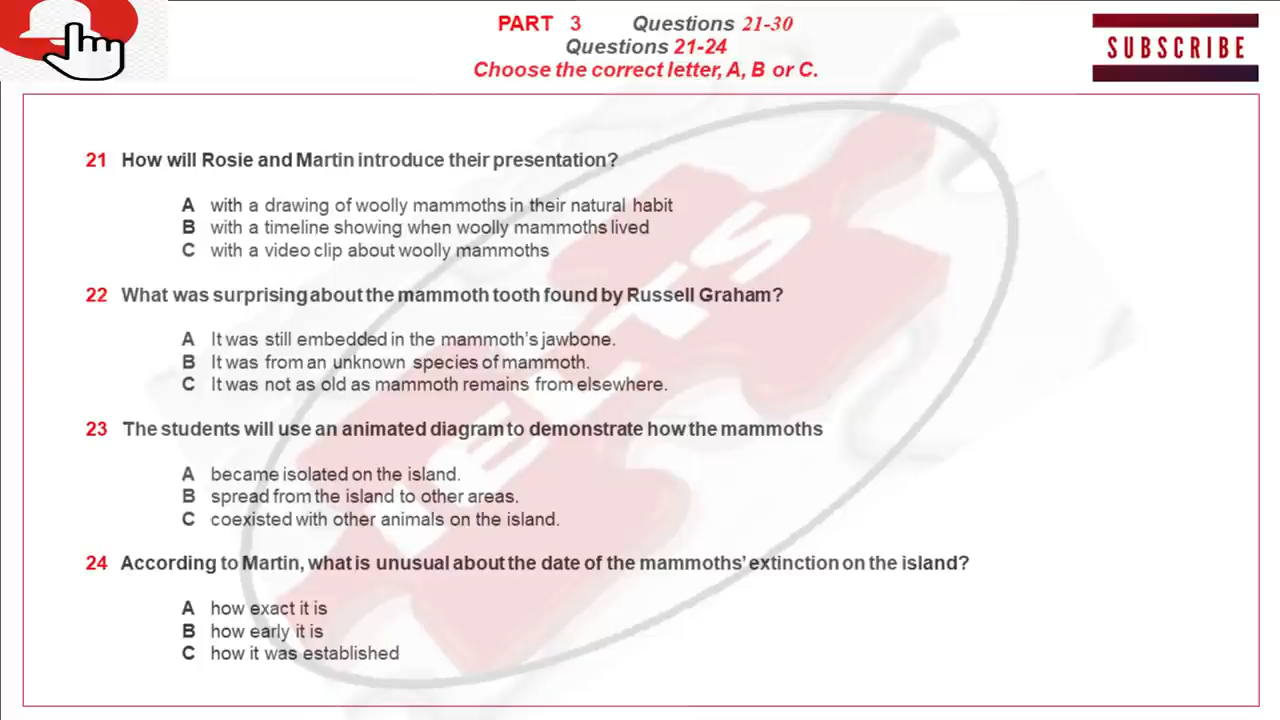 PART 3 Questions 21-30
Questions 21-24
Choose the correct letter, A, B or C.
SUBSCRIBE
21 How will Rosie and Martin introduce their presentation?
A with a drawing of woolly mammoths in their natural habit
B with a timeline showing when woolly mammoths lived
C with a video clip about woolly mammoths
22 What was surprising about the mammoth tooth found by Russell Graham?
A It was still embedded in the mammoth's jawbone.
B It was from an unknown species of mammoth.
C It was not as old as mammoth remains from elsewhere.
23 The students will use an animated diagram to demonstrate how the mammoths
A became isolated on the island.
B spread from the island to other areas.
C coexisted with other animals on the island.
24 According to Martin, what is unusual about the date of the mammoths' extinction on the island?
A how exact it is
B how early it is
C how it was established
IELTS